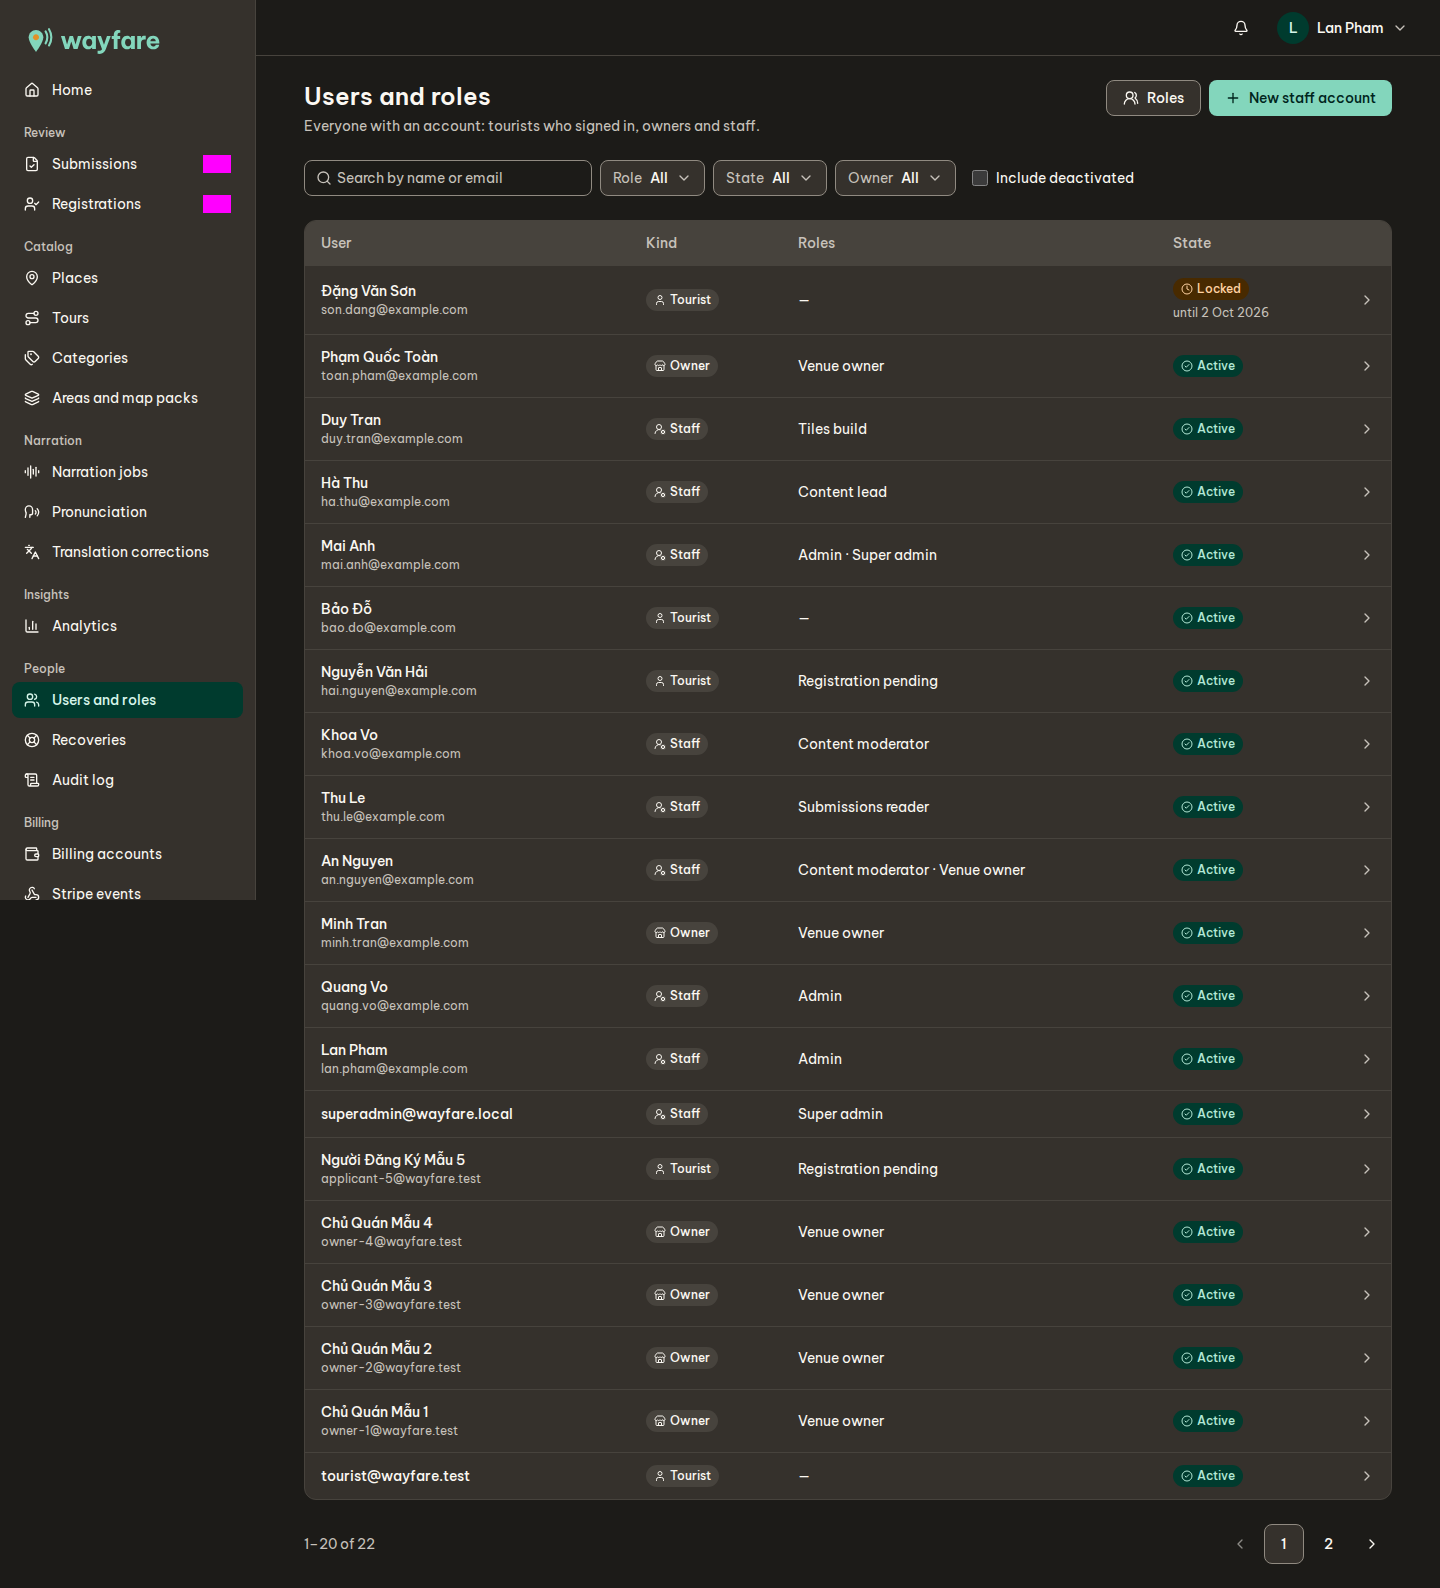 wayfare
Lan Pham
L
Home
Review
Submissions
Registrations
Catalog
Places
Tours
Categories
Areas and map packs
Narration
Narration jobs
Pronunciation
Translation corrections
Insights
Analytics
People
Users and roles
Recoveries
Audit log
Billing
Billing accounts
Stripe events
Users and roles
Everyone with an account: tourists who signed in, owners and staff.
Roles
New staff account
Search by name or email
Role All
State All
Owner All
Include deactivated
User Kind Roles State
Đặng Văn Sơn
son.dang@example.com
Tourist
—
Locked
until 2 Oct 2026
Phạm Quốc Toàn
toan.pham@example.com
Owner
Venue owner
Active
Duy Tran
duy.tran@example.com
Staff
Tiles build
Active
Hà Thu
ha.thu@example.com
Staff
Content lead
Active
Mai Anh
mai.anh@example.com
Staff
Admin · Super admin
Active
Bảo Đỗ
bao.do@example.com
Tourist
—
Active
Nguyễn Văn Hải
hai.nguyen@example.com
Tourist
Registration pending
Active
Khoa Vo
khoa.vo@example.com
Staff
Content moderator
Active
Thu Le
thu.le@example.com
Staff
Submissions reader
Active
An Nguyen
an.nguyen@example.com
Staff
Content moderator · Venue owner
Active
Minh Tran
minh.tran@example.com
Owner
Venue owner
Active
Quang Vo
quang.vo@example.com
Staff
Admin
Active
Lan Pham
lan.pham@example.com
Staff
Admin
Active
superadmin@wayfare.local
Staff
Super admin
Active
Người Đăng Ký Mẫu 5
applicant-5@wayfare.test
Tourist
Registration pending
Active
Chủ Quán Mẫu 4
owner-4@wayfare.test
Owner
Venue owner
Active
Chủ Quán Mẫu 3
owner-3@wayfare.test
Owner
Venue owner
Active
Chủ Quán Mẫu 2
owner-2@wayfare.test
Owner
Venue owner
Active
Chủ Quán Mẫu 1
owner-1@wayfare.test
Owner
Venue owner
Active
tourist@wayfare.test
Tourist
—
Active
1–20 of 22
1 2